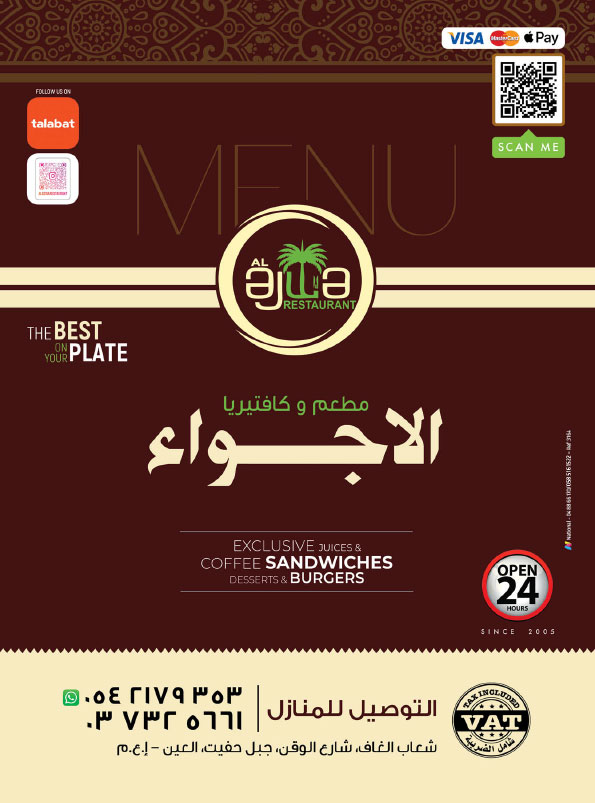 VISA MasterCard Pay
FOLLOW US ON
talabat
SCAN ME
MENU
AL
ajwa
RESTAURANT
THE BEST
ON YOUR PLATE
مطعم و كافتيريا
الاجواء
EXCLUSIVE JUICES &
COFFEE SANDWICHES
DESSERTS & BURGERS
OPEN
24
HOURS
SINCE 2005
التوصيل للمنازل
٠٥٤ ٢١٧٩ ٣٥٣
٠٣ ٧٣٢ ٥٦٦١
شعاب الغاف، شارع الوقن، جبل حفيت، العين - إ.ع.م
TAX INCLUDED
VAT
شامل الضريبة